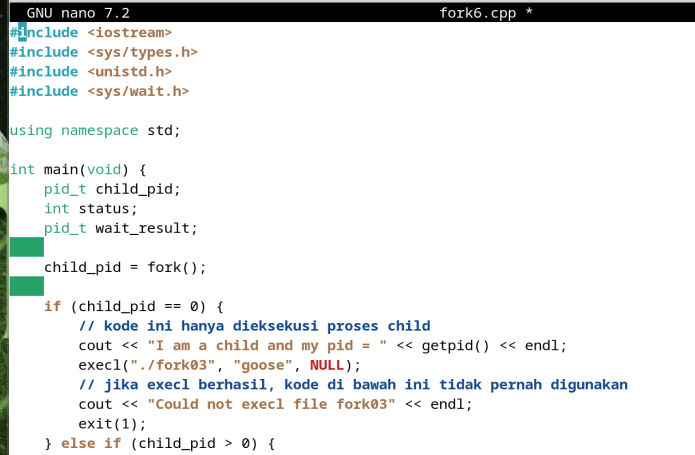 GNU nano 7.2 fork6.cpp *
#include <iostream>
#include <sys/types.h>
#include <unistd.h>
#include <sys/wait.h>
using namespace std;
int main(void) {
    pid_t child_pid;
    int status;
    pid_t wait_result;
    child_pid = fork();
    if (child_pid == 0) {
        // kode ini hanya dieksekusi proses child
        cout << "I am a child and my pid = " << getpid() << endl;
        execl("./fork03", "goose", NULL);
        // jika execl berhasil, kode di bawah ini tidak pernah digunakan
        cout << "Could not execl file fork03" << endl;
        exit(1);
    } else if (child_pid > 0) {